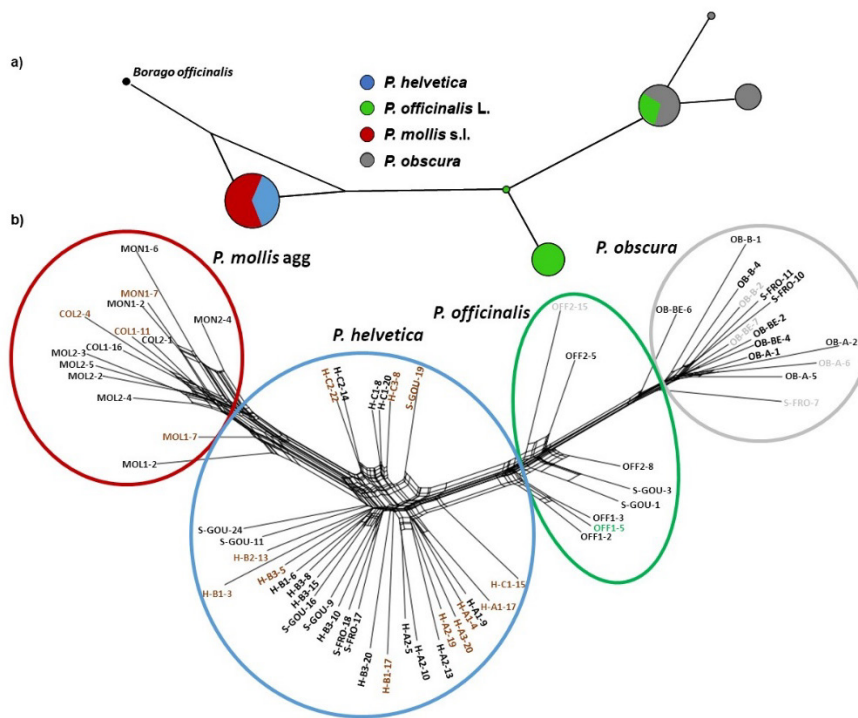 a)
Borago officinalis
P. helvetica
P. officinalis L.
P. mollis s.l.
P. obscura
b)
P. mollis agg
P. helvetica
P. officinalis
P. obscura
MON1-6
MON1-7
MON1-2
COL2-4
MON2-4
COL1-11
COL2-1
COL1-16
MOL2-3
MOL2-5
MOL2-2
MOL2-4
MOL1-7
MOL1-2
H-C2-14
H-C2-22
H-C1-8
H-C1-20
H-C3-8
S-GOU-19
S-GOU-24
S-GOU-11
H-B2-13
H-B1-3
H-B3-5
H-B1-6
H-B3-8
H-B3-15
S-GOU-16
S-GOU-9
H-B3-10
S-FRO-18
S-FRO-17
H-B3-20
H-B1-17
H-A2-5
H-A2-10
H-A2-13
H-A2-19
H-A3-20
H-A1-4
H-A1-9
H-A1-17
H-C1-15
OFF2-15
OFF2-5
OFF2-8
S-GOU-3
S-GOU-1
OFF1-3
OFF1-5
OFF1-2
OB-BE-6
OB-B-1
OB-B-4
OB-B-2
S-FRO-11
S-FRO-10
OB-BE-7
OB-BE-2
OB-BE-4
OB-A-1
OB-A-2
OB-A-6
OB-A-5
S-FRO-7